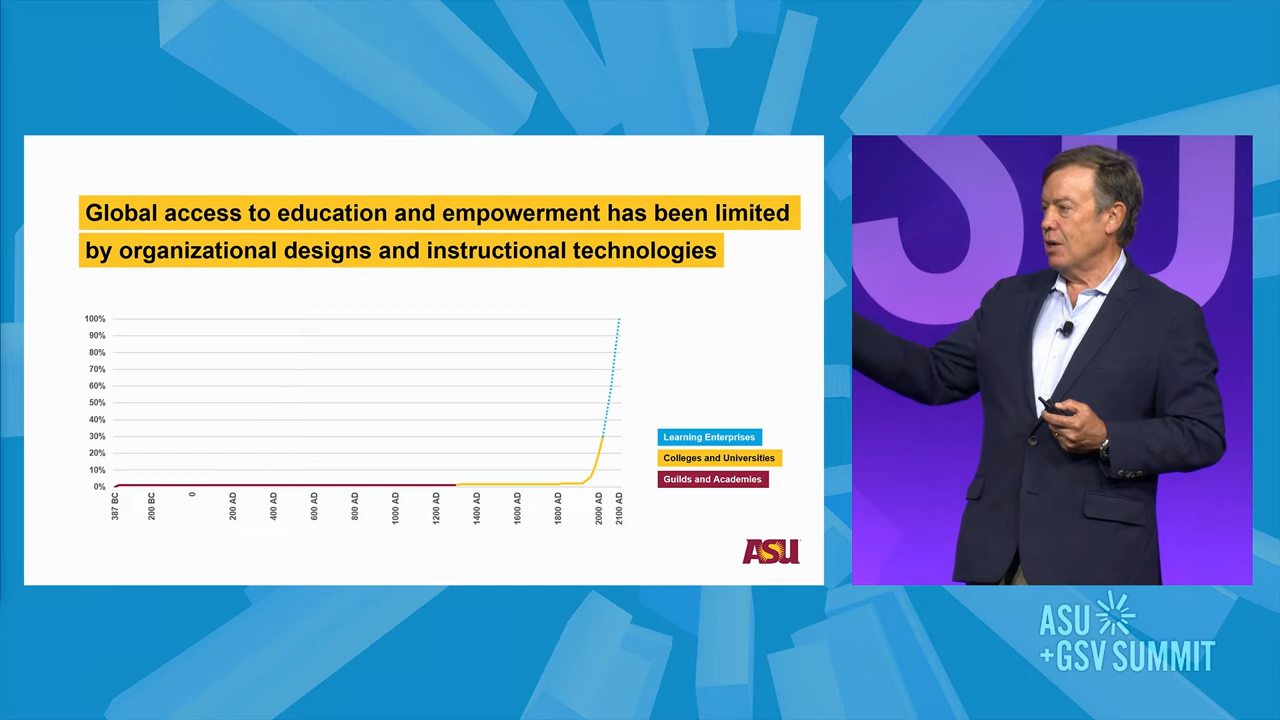 Global access to education and empowerment has been limited
by organizational designs and instructional technologies
100%
90%
80%
70%
60%
50%
40%
30%
20%
10%
0%
387 BC
200 BC
0
200 AD
400 AD
600 AD
800 AD
1000 AD
1200 AD
1400 AD
1600 AD
1800 AD
2000 AD
2100 AD
Learning Enterprises
Colleges and Universities
Guilds and Academies
ASU
SU
ASU
+GSV SUMMIT